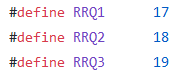 #define RRQ1 17
#define RRQ2 18
#define RRQ3 19